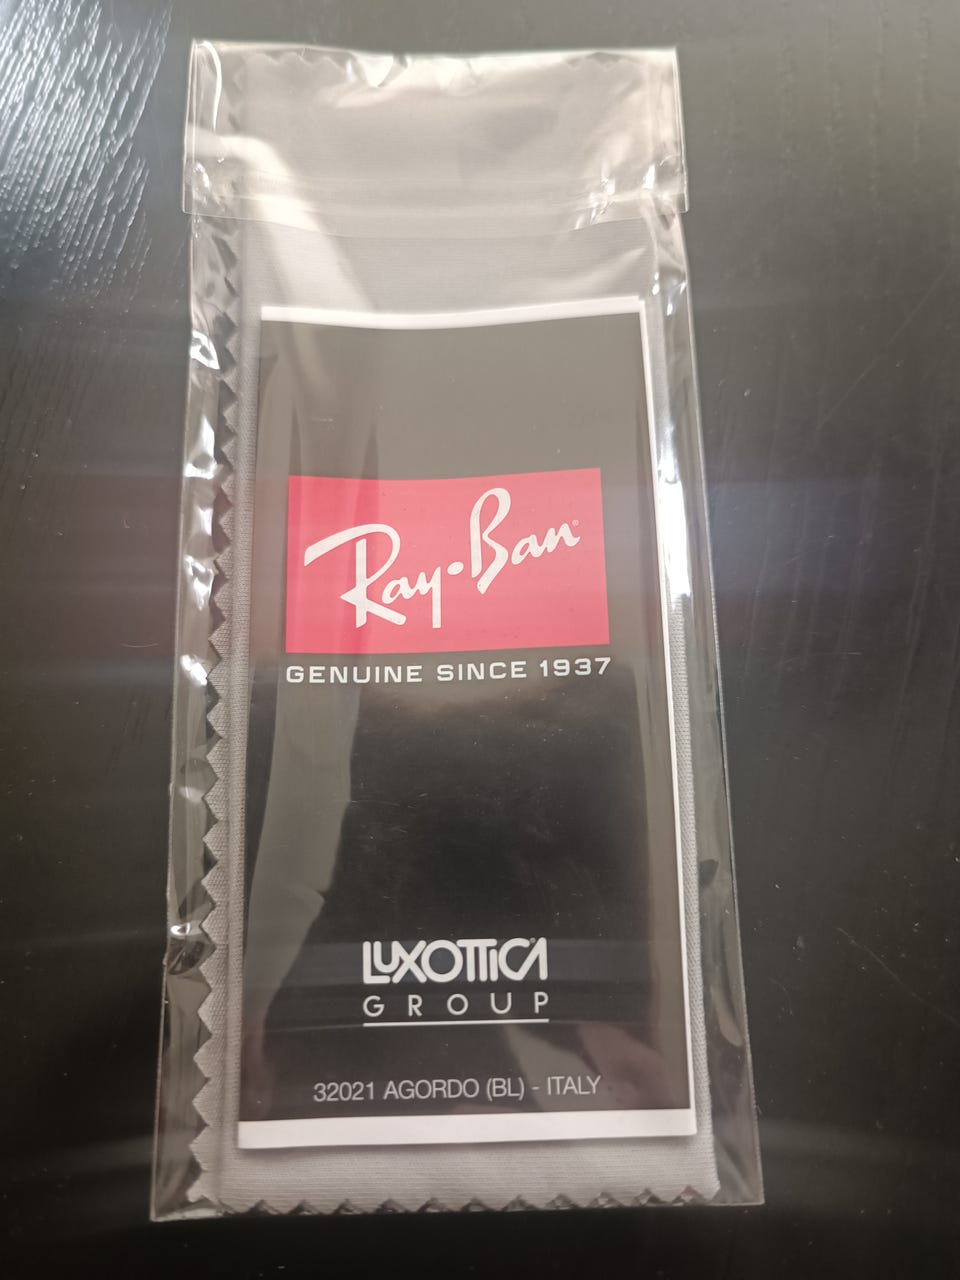 Ray-Ban®
GENUINE SINCE 1937
LUXOTTICA
GROUP
32021 AGORDO (BL) - ITALY